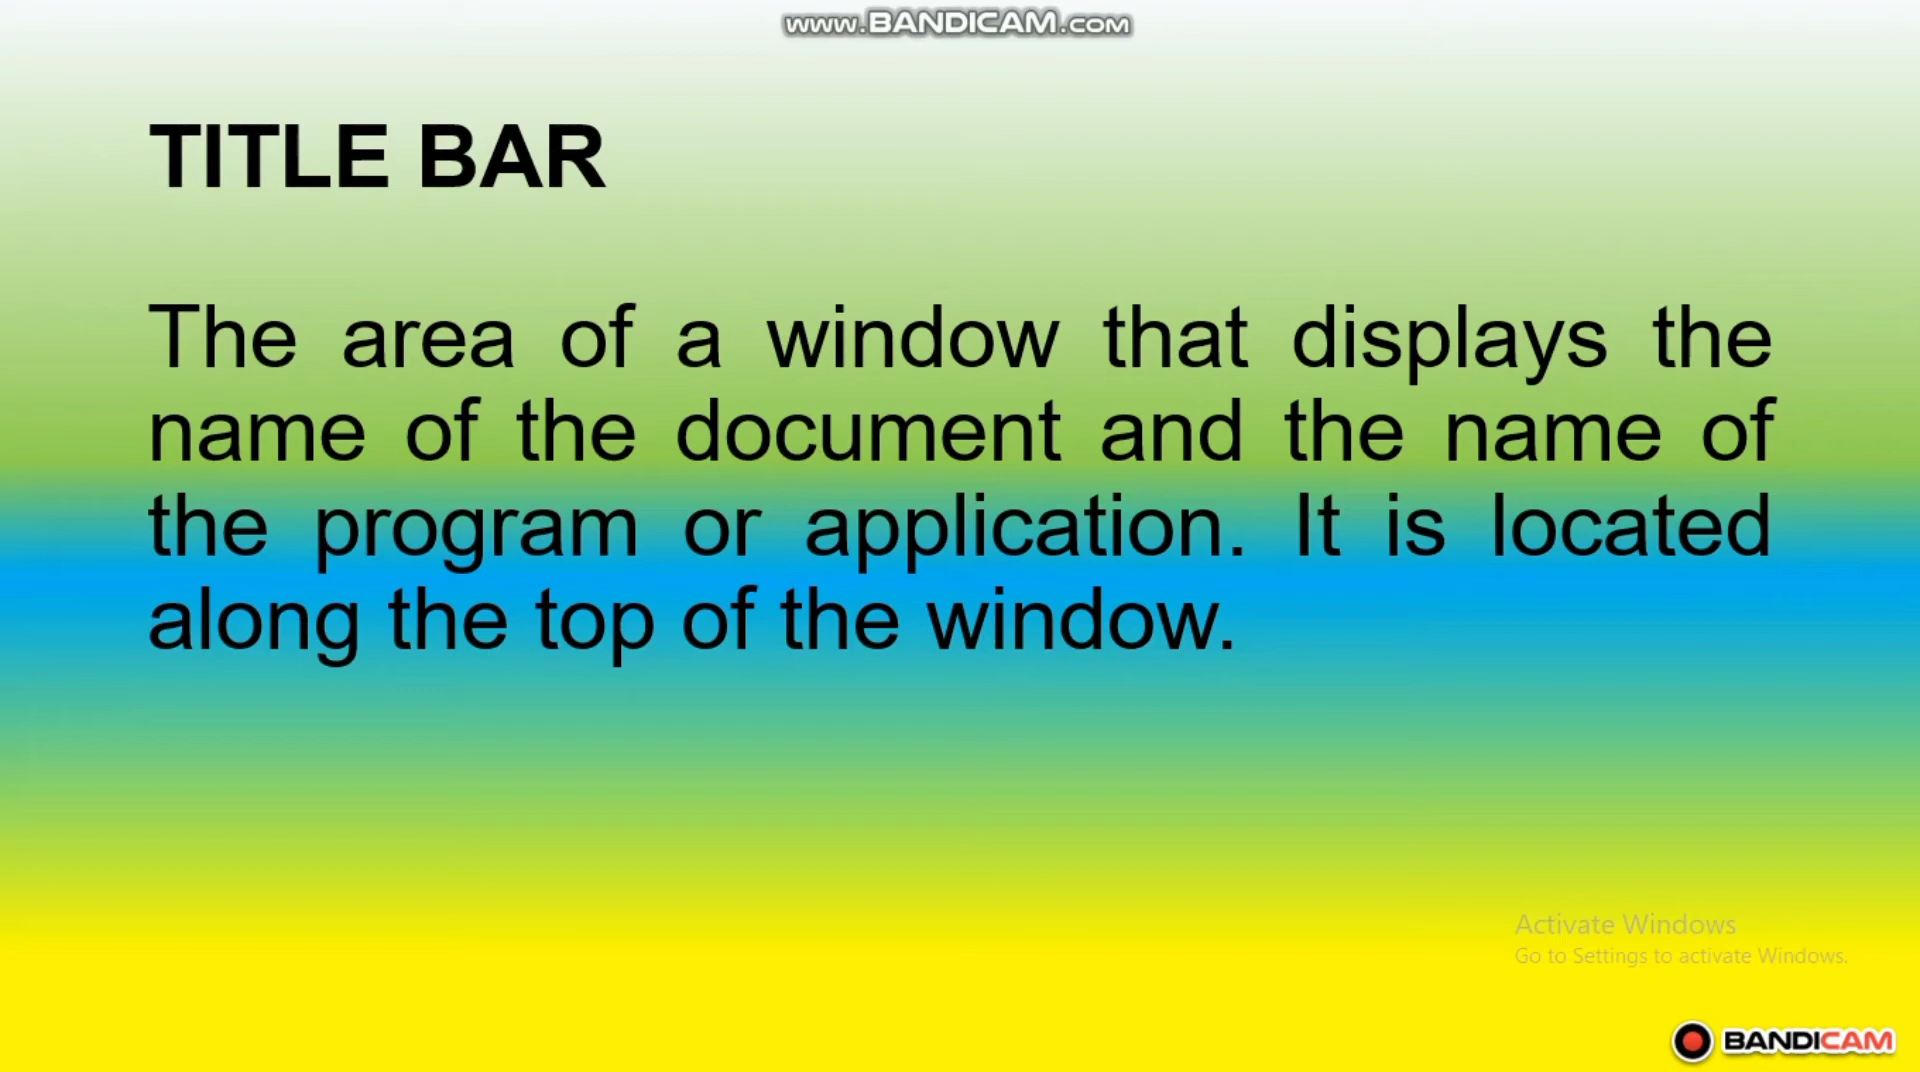 www.BANDICAM.com
TITLE BAR
The area of a window that displays the
name of the document and the name of
the program or application. It is located
along the top of the window.
Activate Windows
Go to Settings to activate Windows.
BANDICAM